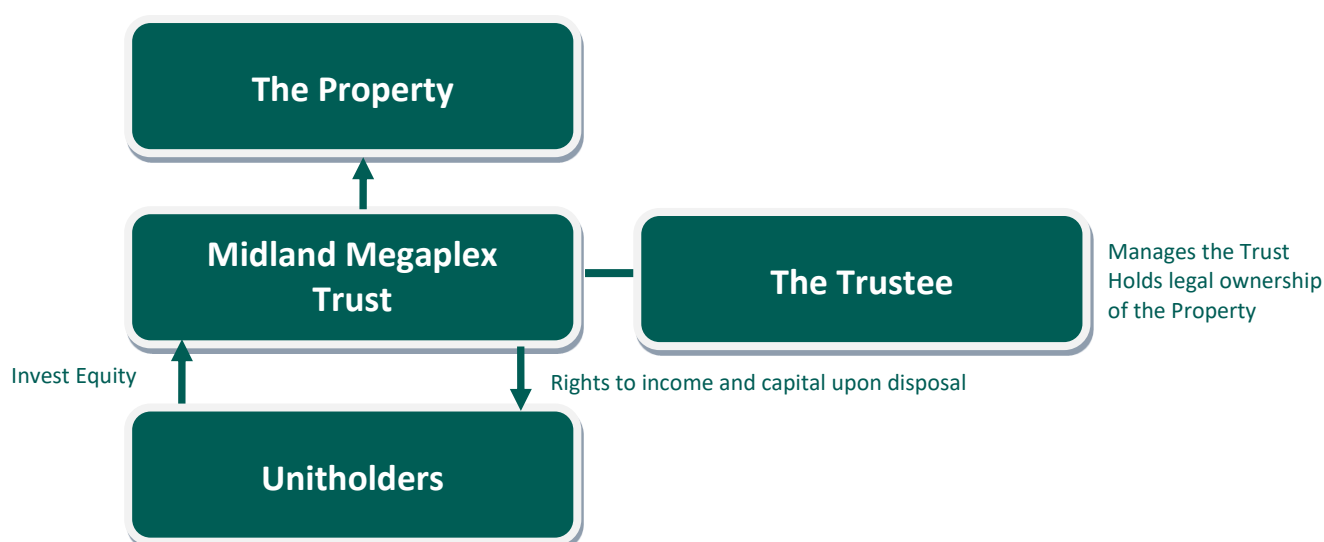 The Property
Midland Megaplex
Trust
The Trustee
Manages the Trust
Holds legal ownership
of the Property
Invest Equity
Rights to income and capital upon disposal
Unitholders